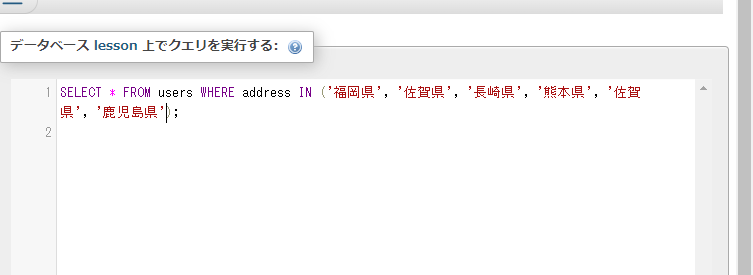 データベース lesson 上でクエリを実行する:
1 SELECT * FROM users WHERE address IN ('福岡県', '佐賀県', '長崎県', '熊本県', '佐賀
県', '鹿児島県');
2